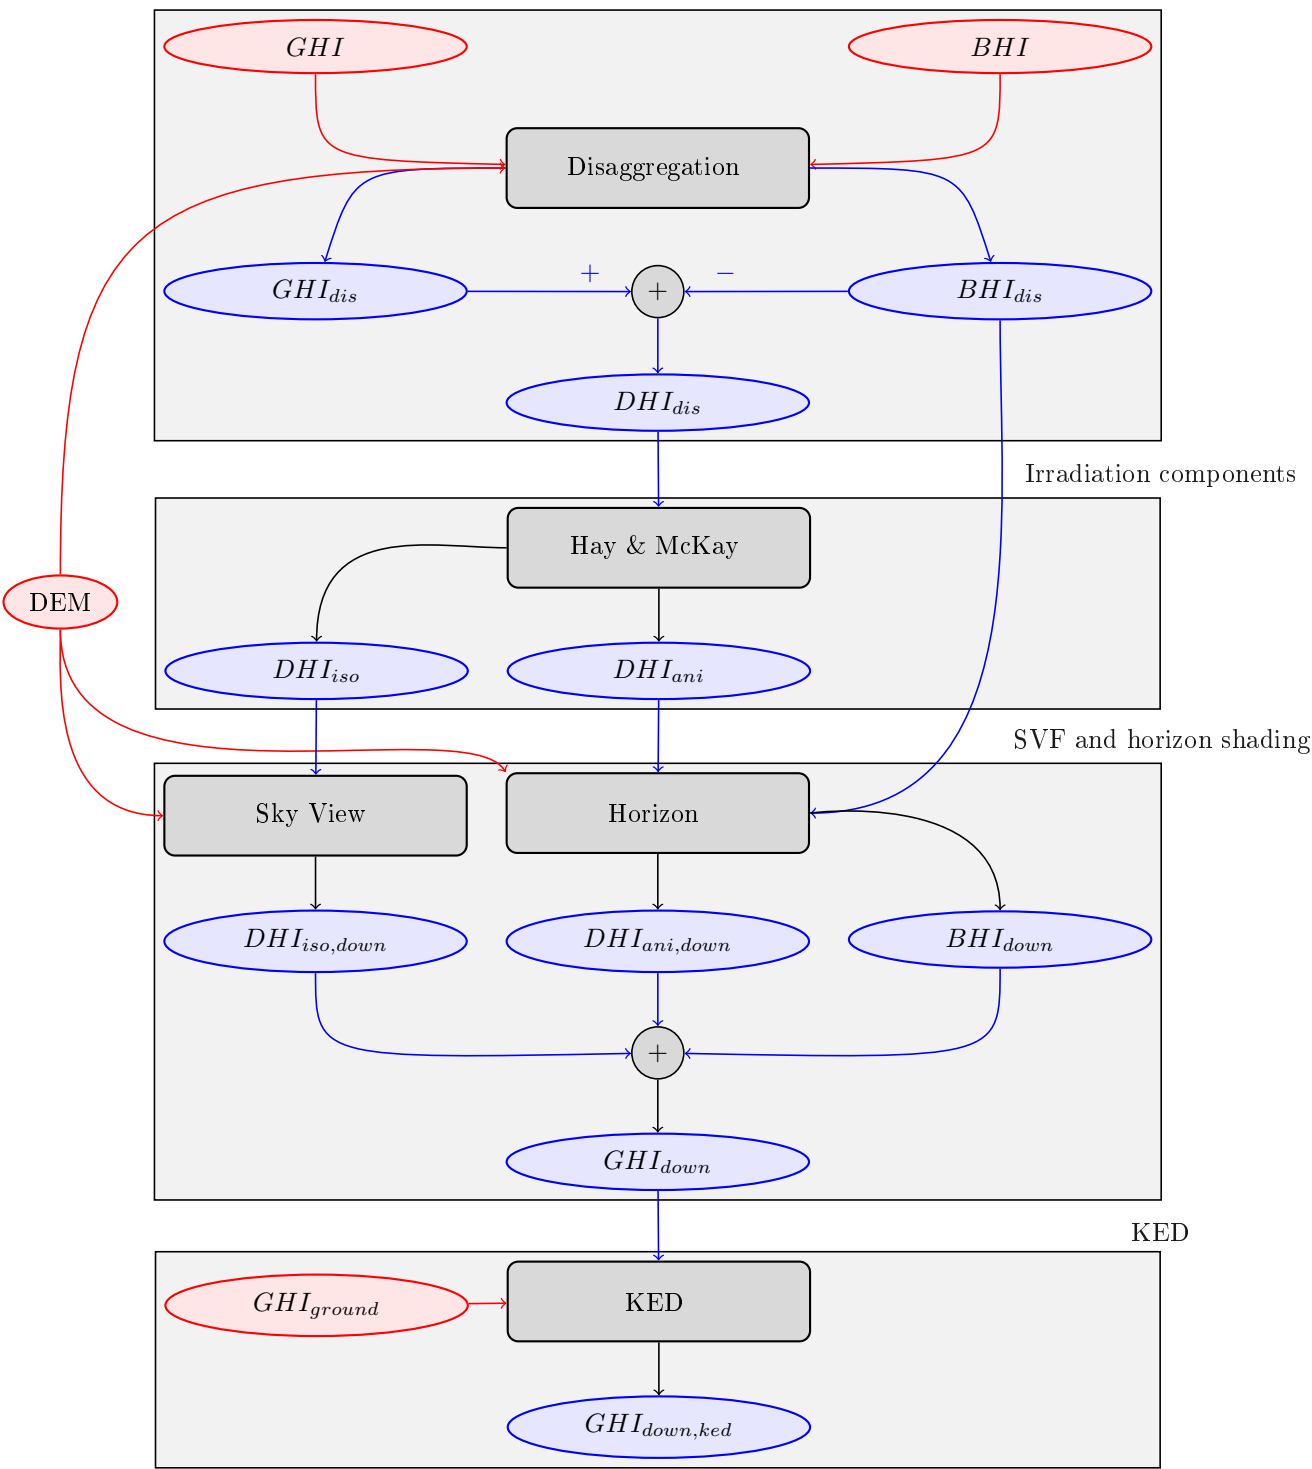 GHI
BHI
Disaggregation
GHI_dis
+
+
−
BHI_dis
DHI_dis
Irradiation components
Hay & McKay
DEM
DHI_iso
DHI_ani
SVF and horizon shading
Sky View
Horizon
DHI_iso,down
DHI_ani,down
BHI_down
+
GHI_down
KED
GHI_ground
KED
GHI_down,ked